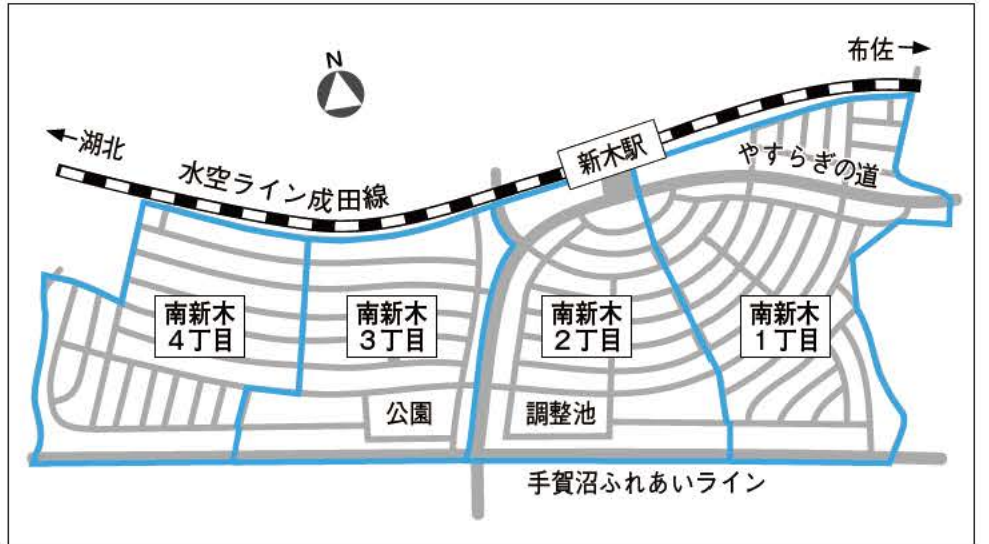 布佐→
N
←湖北
新木駅
水空ライン成田線
やすらぎの道
南新木
4丁目
南新木
3丁目
南新木
2丁目
南新木
1丁目
公園
調整池
手賀沼ふれあいライン